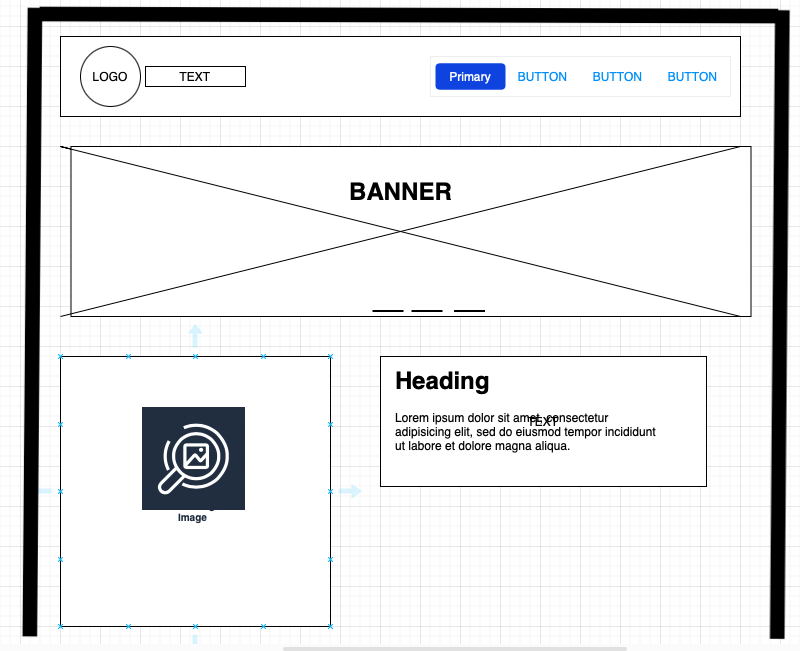 LOGO
TEXT
Primary
BUTTON
BUTTON
BUTTON
BANNER
Heading
Lorem ipsum dolor sit amet, consectetur
TEXT
adipisicing elit, sed do eiusmod tempor incididunt
ut labore et dolore magna aliqua.
Image